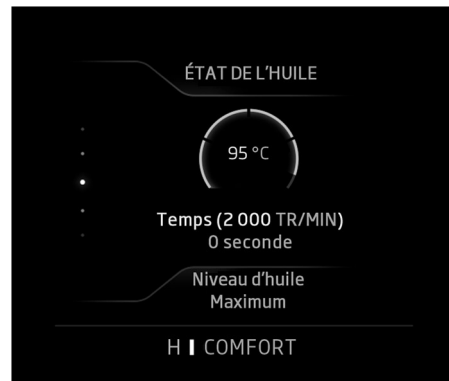 ÉTAT DE L'HUILE
95 °C
Temps (2 000 TR/MIN)
0 seconde
Niveau d'huile
Maximum
H COMFORT